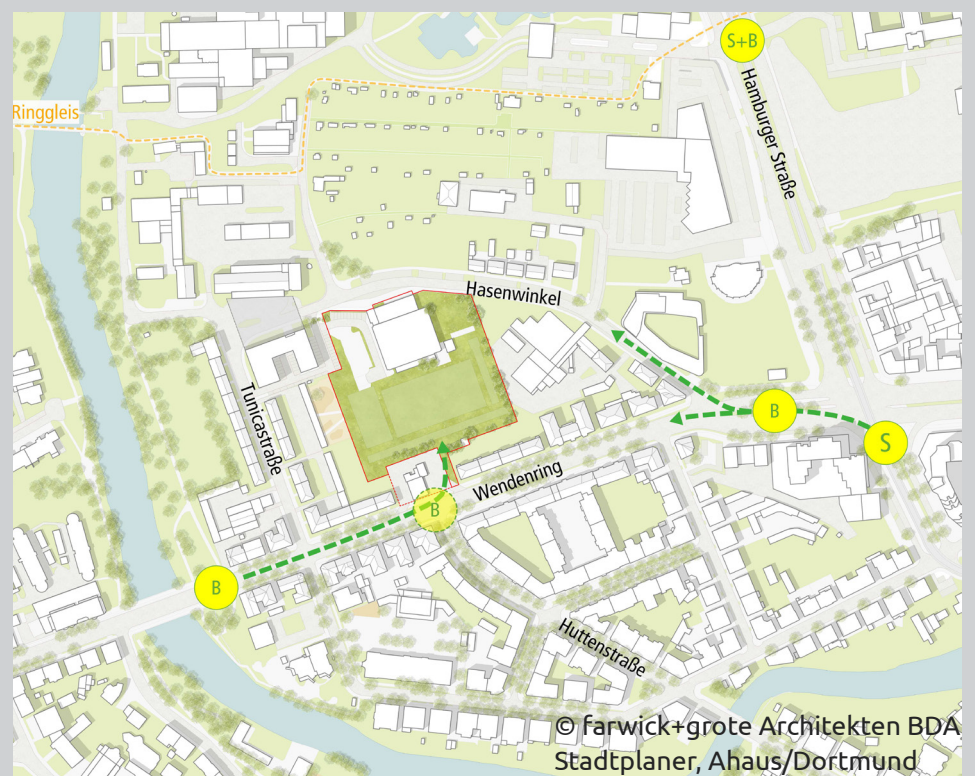 S+B
Hamburger Straße
Ringgleis
Hasenwinkel
Tunicastraße
B
S
Wendenring
B
B
Huttenstraße
© farwick+grote Architekten BDA
Stadtplaner, Ahaus/Dortmund